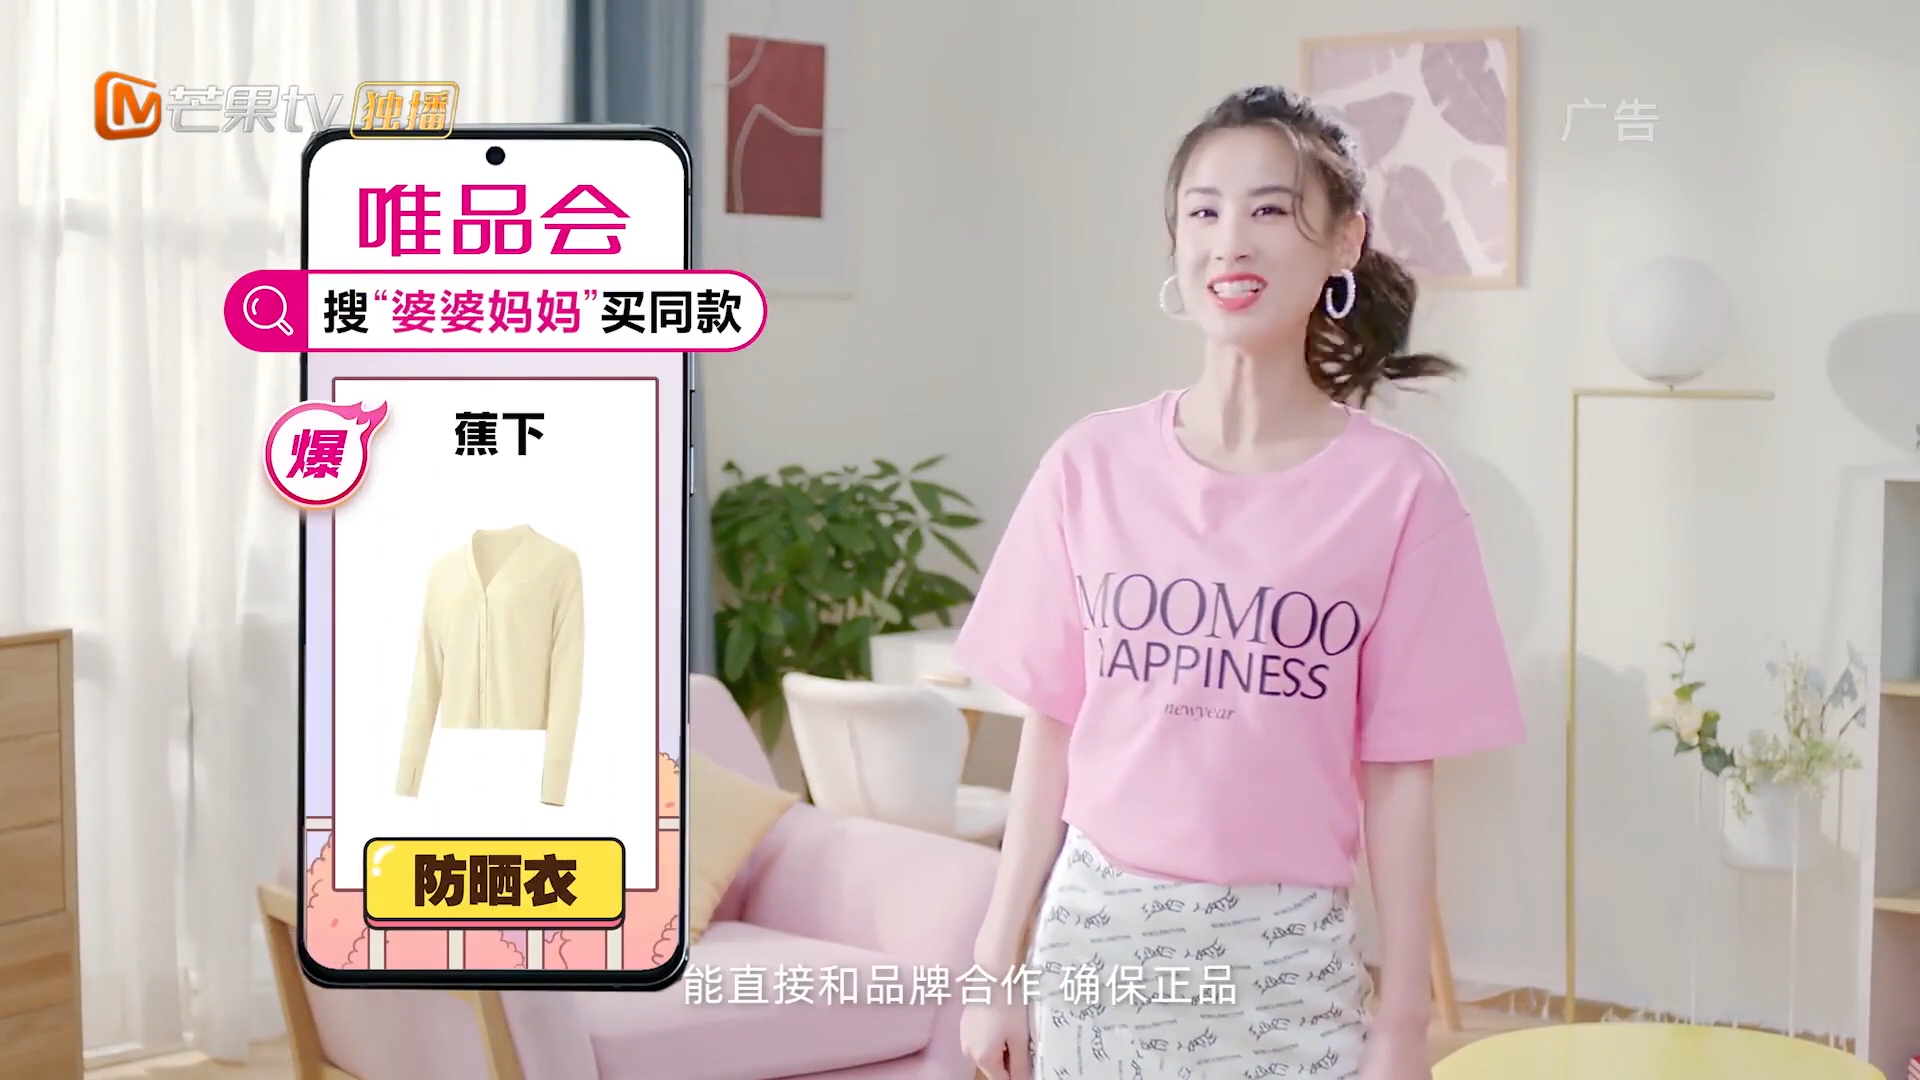 芒果tv 独播
广告
唯品会
搜“婆婆妈妈”买同款
爆
蕉下
防晒衣
MOOMOO
HAPPINESS
newyear
能直接和品牌合作 确保正品